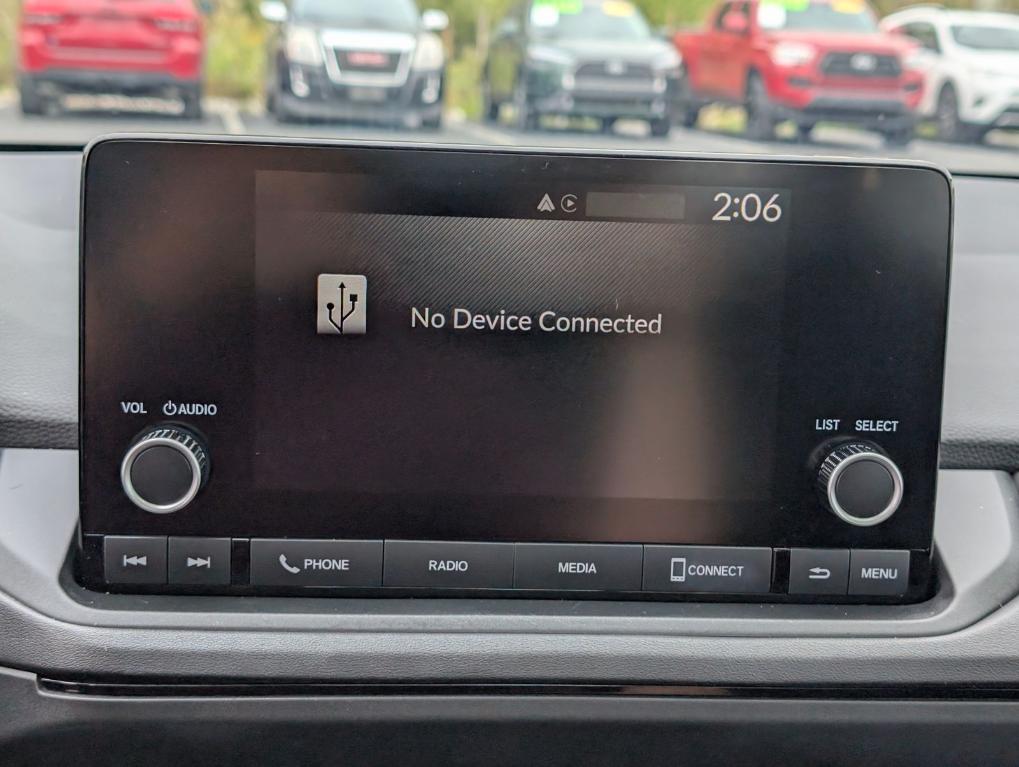 2:06
No Device Connected
VOL AUDIO
LIST SELECT
PHONE RADIO MEDIA CONNECT MENU